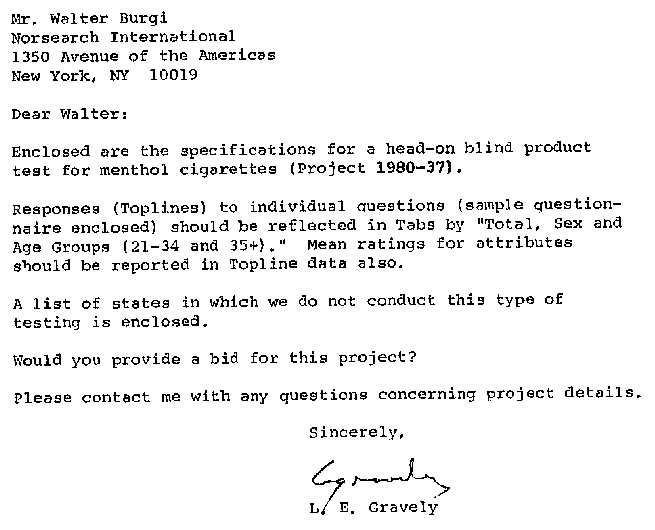 Mr. Walter Burgi
Norsearch International
1350 Avenue of the Americas
New York, NY  10019
Dear Walter:
Enclosed are the specifications for a head-on blind product
test for menthol cigarettes (Project 1980-37).
Responses (Toplines) to individual questions (sample question-
naire enclosed) should be reflected in Tabs by "Total, Sex and
Age Groups (21-34 and 35+)."  Mean ratings for attributes
should be reported in Topline data also.
A list of states in which we do not conduct this type of
testing is enclosed.
Would you provide a bid for this project?
Please contact me with any questions concerning project details.
Sincerely,
Gravely
L. E. Gravely